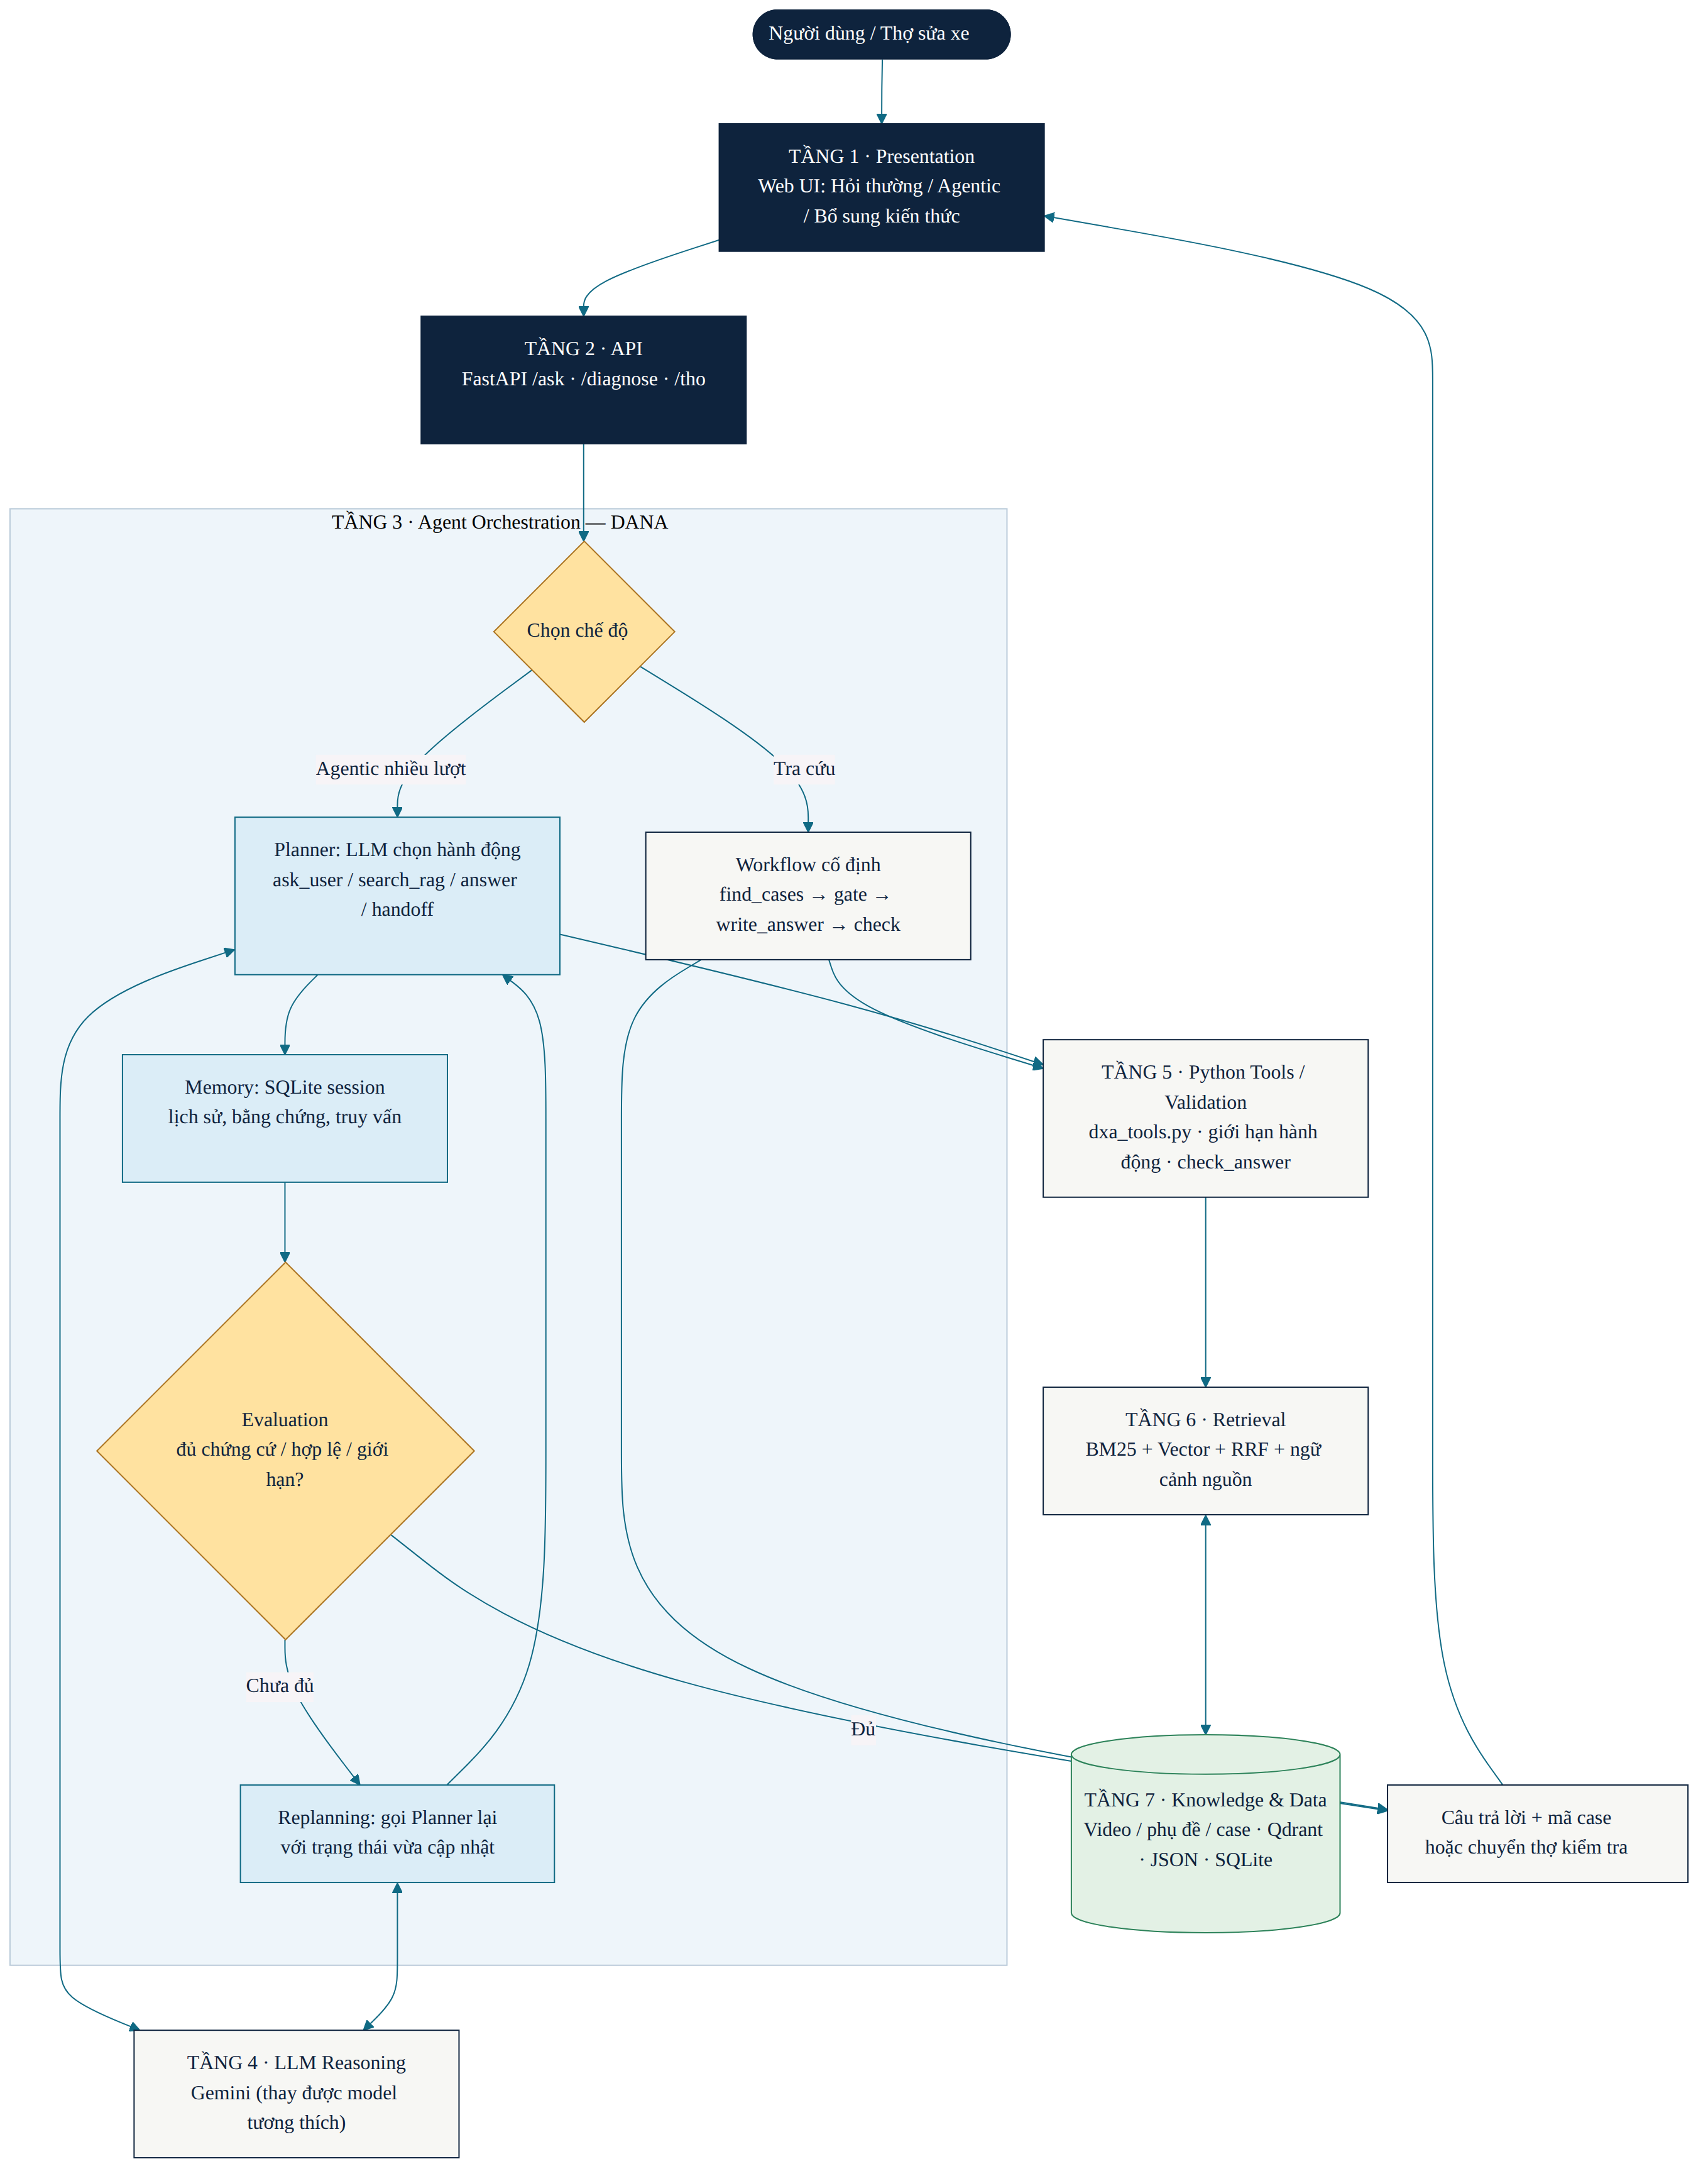 Người dùng / Thợ sửa xe
TẦNG 1 · Presentation
Web UI: Hỏi thường / Agentic
/ Bổ sung kiến thức
TẦNG 2 · API
FastAPI /ask · /diagnose · /tho
TẦNG 3 · Agent Orchestration — DANA
Chọn chế độ
Agentic nhiều lượt
Tra cứu
Planner: LLM chọn hành động
ask_user / search_rag / answer
/ handoff
Workflow cố định
find_cases → gate →
write_answer → check
Memory: SQLite session
lịch sử, bằng chứng, truy vấn
TẦNG 5 · Python Tools /
Validation
dxa_tools.py · giới hạn hành
động · check_answer
Evaluation
đủ chứng cứ / hợp lệ / giới
hạn?
TẦNG 6 · Retrieval
BM25 + Vector + RRF + ngữ
cảnh nguồn
Chưa đủ
Đủ
Replanning: gọi Planner lại
với trạng thái vừa cập nhật
TẦNG 7 · Knowledge & Data
Video / phụ đề / case · Qdrant
· JSON · SQLite
Câu trả lời + mã case
hoặc chuyển thợ kiểm tra
TẦNG 4 · LLM Reasoning
Gemini (thay được model
tương thích)